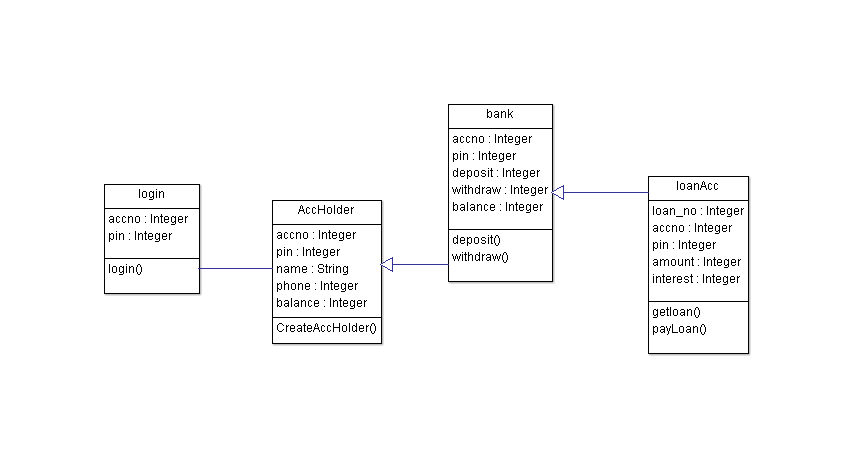 login
accno : Integer
pin : Integer
login()
AccHolder
accno : Integer
pin : Integer
name : String
phone : Integer
balance : Integer
CreateAccHolder()
bank
accno : Integer
pin : Integer
deposit : Integer
withdraw : Integer
balance : Integer
deposit()
withdraw()
loanAcc
loan_no : Integer
accno : Integer
pin : Integer
amount : Integer
interest : Integer
getloan()
payLoan()